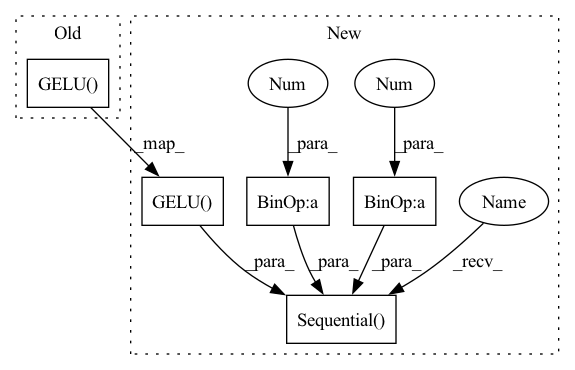 Old
New
GELU()
Num
Num
_map_
_para_
_para_
GELU()
BinOp:a
BinOp:a
Name
_para_
_para_
_para_
_recv_
Sequential()